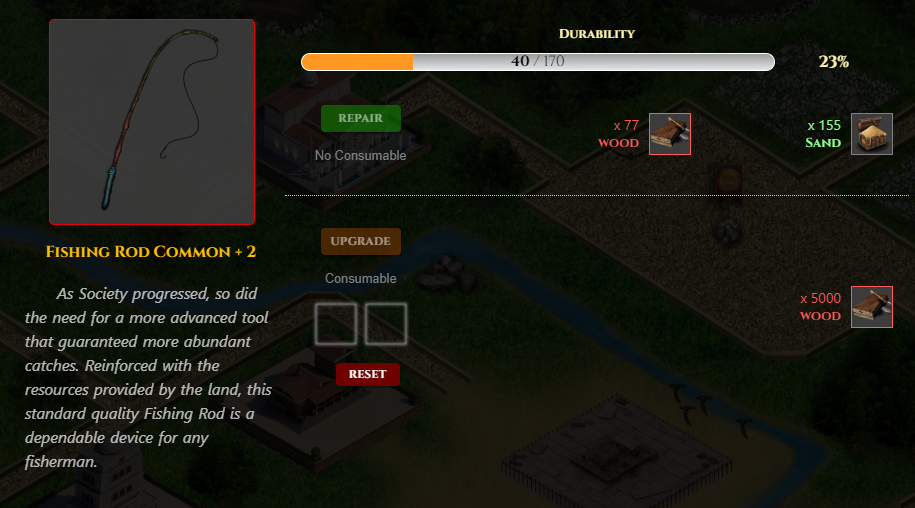 Durability
40 / 170
23%
REPAIR
No Consumable
x 77
wood
x 155
Sand
Fishing Rod Common + 2
As Society progressed, so did
the need for a more advanced tool
that guaranteed more abundant
catches. Reinforced with the
resources provided by the land, this
standard quality Fishing Rod is a
dependable device for any
fisherman.
UPGRADE
Consumable
x 5000
wood
RESET